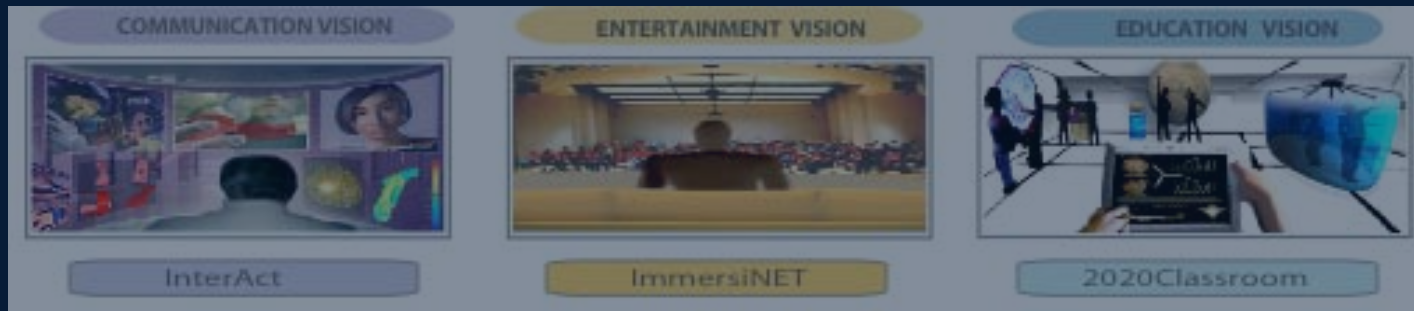 COMMUNICATION VISION
ENTERTAINMENT VISION
EDUCATION VISION
InterAct
ImmersiNET
2020Classroom